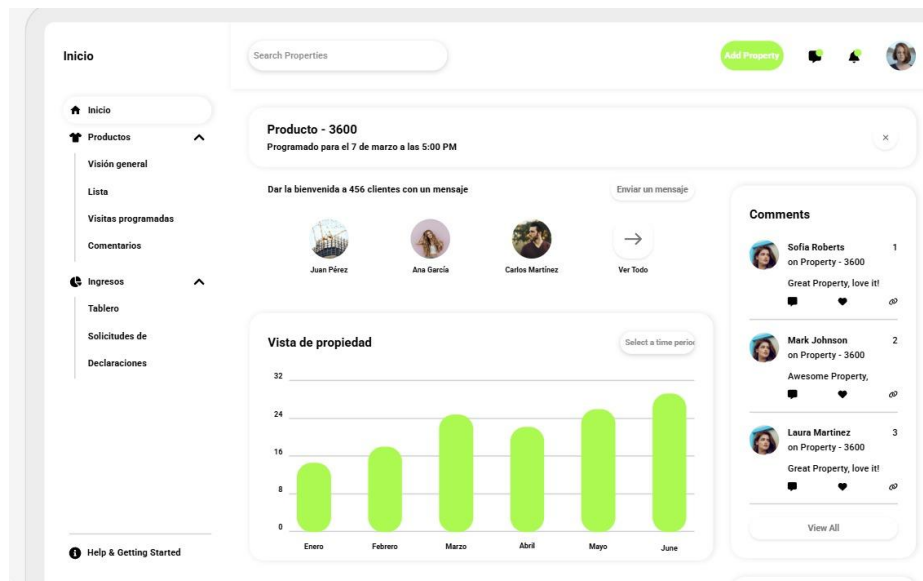 Inicio
Search Properties
Add Property
Inicio
Productos
Visión general
Lista
Visitas programadas
Comentarios
Ingresos
Tablero
Solicitudes de
Declaraciones
Help & Getting Started
Producto - 3600
Programado para el 7 de marzo a las 5:00 PM
Dar la bienvenida a 456 clientes con un mensaje
Enviar un mensaje
Juan Pérez
Ana García
Carlos Martínez
Ver Todo
Vista de propiedad
Select a time perio
32
24
16
8
0
Enero
Febrero
Marzo
Abril
Mayo
June
Comments
Sofia Roberts 1
on Property - 3600
Great Property, love it!
Mark Johnson 2
on Property - 3600
Awesome Property,
Laura Martinez 3
on Property - 3600
Great Property, love it!
View All